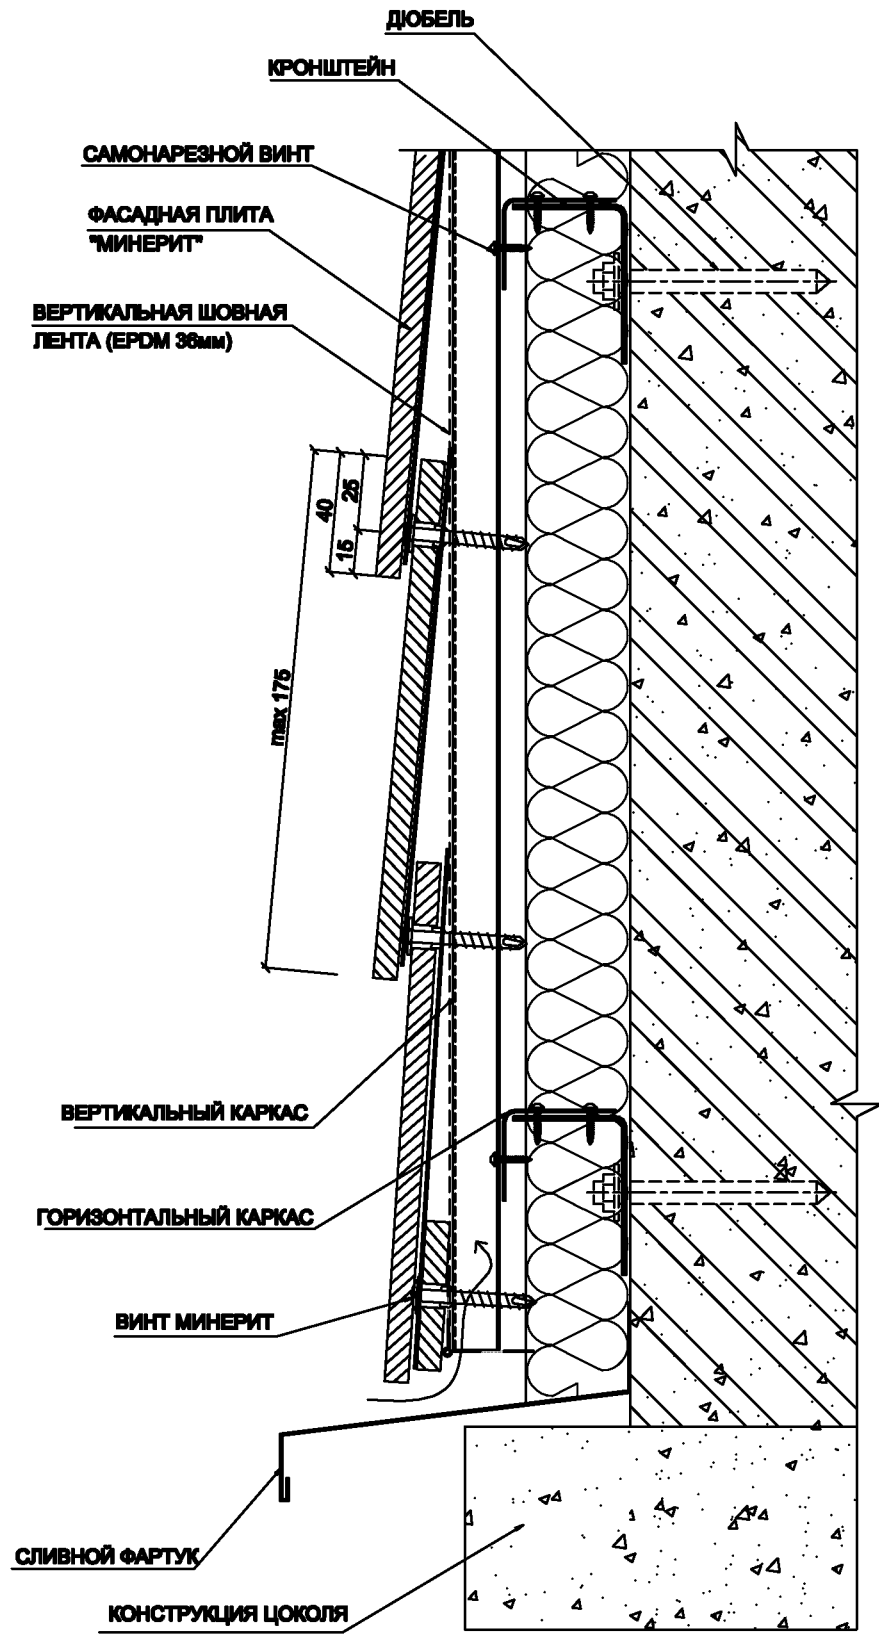 ДЮБЕЛЬ
КРОНШТЕЙН
САМОНАРЕЗНОЙ ВИНТ
ФАСАДНАЯ ПЛИТА
"МИНЕРИТ"
ВЕРТИКАЛЬНАЯ ШОВНАЯ
ЛЕНТА (EPDM 36мм)
40
25
15
max 175
ВЕРТИКАЛЬНЫЙ КАРКАС
ГОРИЗОНТАЛЬНЫЙ КАРКАС
ВИНТ МИНЕРИТ
СЛИВНОЙ ФАРТУК
КОНСТРУКЦИЯ ЦОКОЛЯ